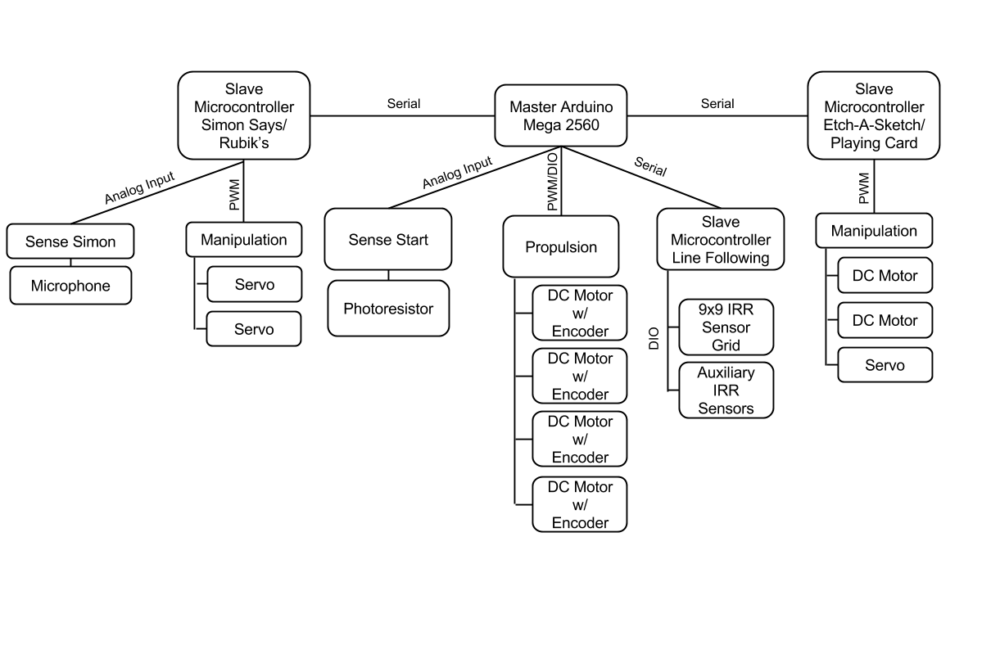 Slave
Microcontroller
Simon Says/
Rubik's
Serial
Master Arduino
Mega 2560
Serial
Slave
Microcontroller
Etch-A-Sketch/
Playing Card
Analog Input
PWM
Analog Input
PWM/DIO
Serial
PWM
Sense Simon
Microphone
Manipulation
Servo
Servo
Sense Start
Photoresistor
Propulsion
DC Motor
w/
Encoder
DC Motor
w/
Encoder
DC Motor
w/
Encoder
DC Motor
w/
Encoder
Slave
Microcontroller
Line Following
DIO
9x9 IRR
Sensor
Grid
Auxiliary
IRR
Sensors
Manipulation
DC Motor
DC Motor
Servo